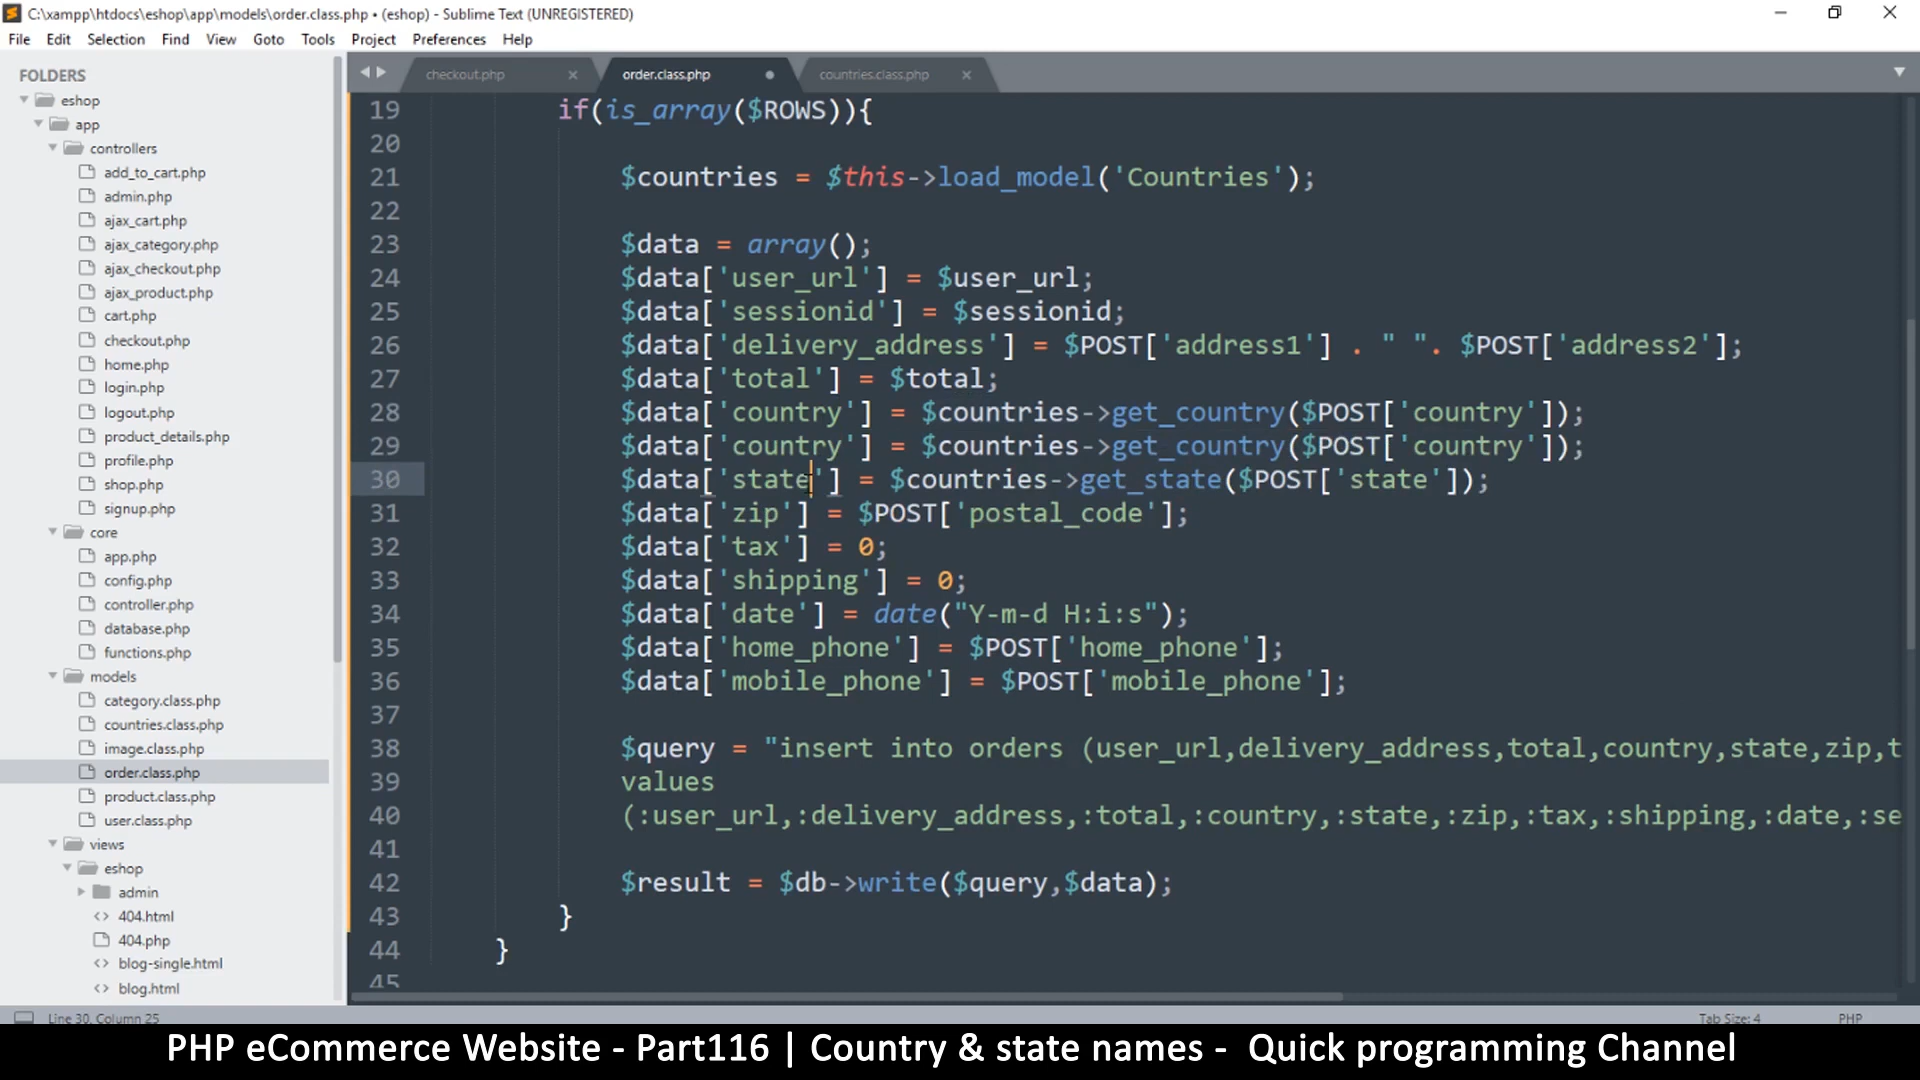 C:\xampp\htdocs\eshop\app\models\order.class.php • (eshop) - Sublime Text (UNREGISTERED)
File Edit Selection Find View Goto Tools Project Preferences Help
FOLDERS
eshop
app
controllers
add_to_cart.php
admin.php
ajax_cart.php
ajax_category.php
ajax_checkout.php
ajax_product.php
cart.php
checkout.php
home.php
login.php
logout.php
product_details.php
profile.php
shop.php
signup.php
core
app.php
config.php
controller.php
database.php
functions.php
models
category.class.php
countries.class.php
image.class.php
order.class.php
product.class.php
user.class.php
views
eshop
admin
404.html
404.php
blog-single.html
blog.html
checkout.php order.class.php countries.class.php
19 if(is_array($ROWS)){
20
21 $countries = $this->load_model('Countries');
22
23 $data = array();
24 $data['user_url'] = $user_url;
25 $data['sessionid'] = $sessionid;
26 $data['delivery_address'] = $POST['address1'] . " ". $POST['address2'];
27 $data['total'] = $total;
28 $data['country'] = $countries->get_country($POST['country']);
29 $data['country'] = $countries->get_country($POST['country']);
30 $data['state'] = $countries->get_state($POST['state']);
31 $data['zip'] = $POST['postal_code'];
32 $data['tax'] = 0;
33 $data['shipping'] = 0;
34 $data['date'] = date("Y-m-d H:i:s");
35 $data['home_phone'] = $POST['home_phone'];
36 $data['mobile_phone'] = $POST['mobile_phone'];
37
38 $query = "insert into orders (user_url,delivery_address,total,country,state,zip,t
39 values
40 (:user_url,:delivery_address,:total,:country,:state,:zip,:tax,:shipping,:date,:se
41
42 $result = $db->write($query,$data);
43 }
44 }
45
Line 30, Column 25 Tab Size: 4 PHP
PHP eCommerce Website - Part116 | Country & state names - Quick programming Channel